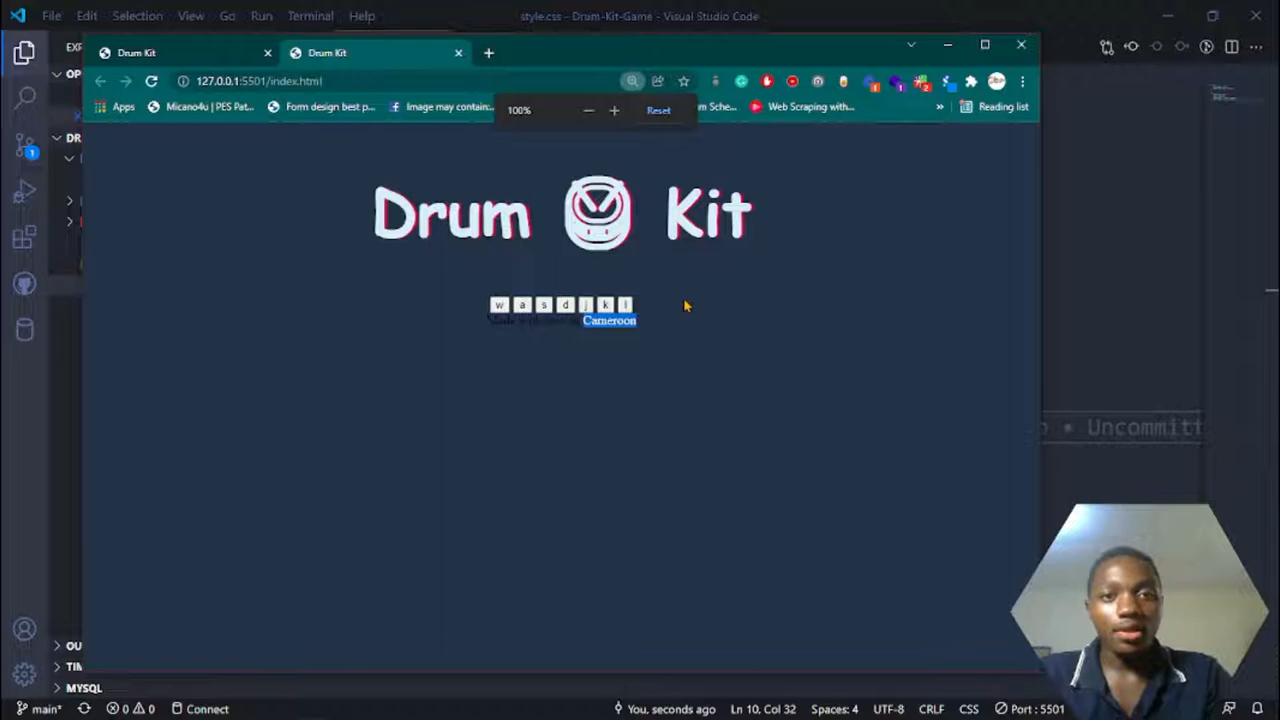 File Edit Selection View Go Run Terminal Help style.css - Drum-Kit-Game - Visual Studio Code
Drum Kit Drum Kit
127.0.0.1:5501/index.html
Apps Micano4u | PES Pat... Form design best p... Image may contain:... Web Scraping with... » Reading list
100% Reset
Drum Kit
w a s d j k l
Cameroon
• Uncommitt
MYSQL
main* 0 0 Connect You, seconds ago Ln 10, Col 32 Spaces: 4 UTF-8 CRLF CSS Port : 5501